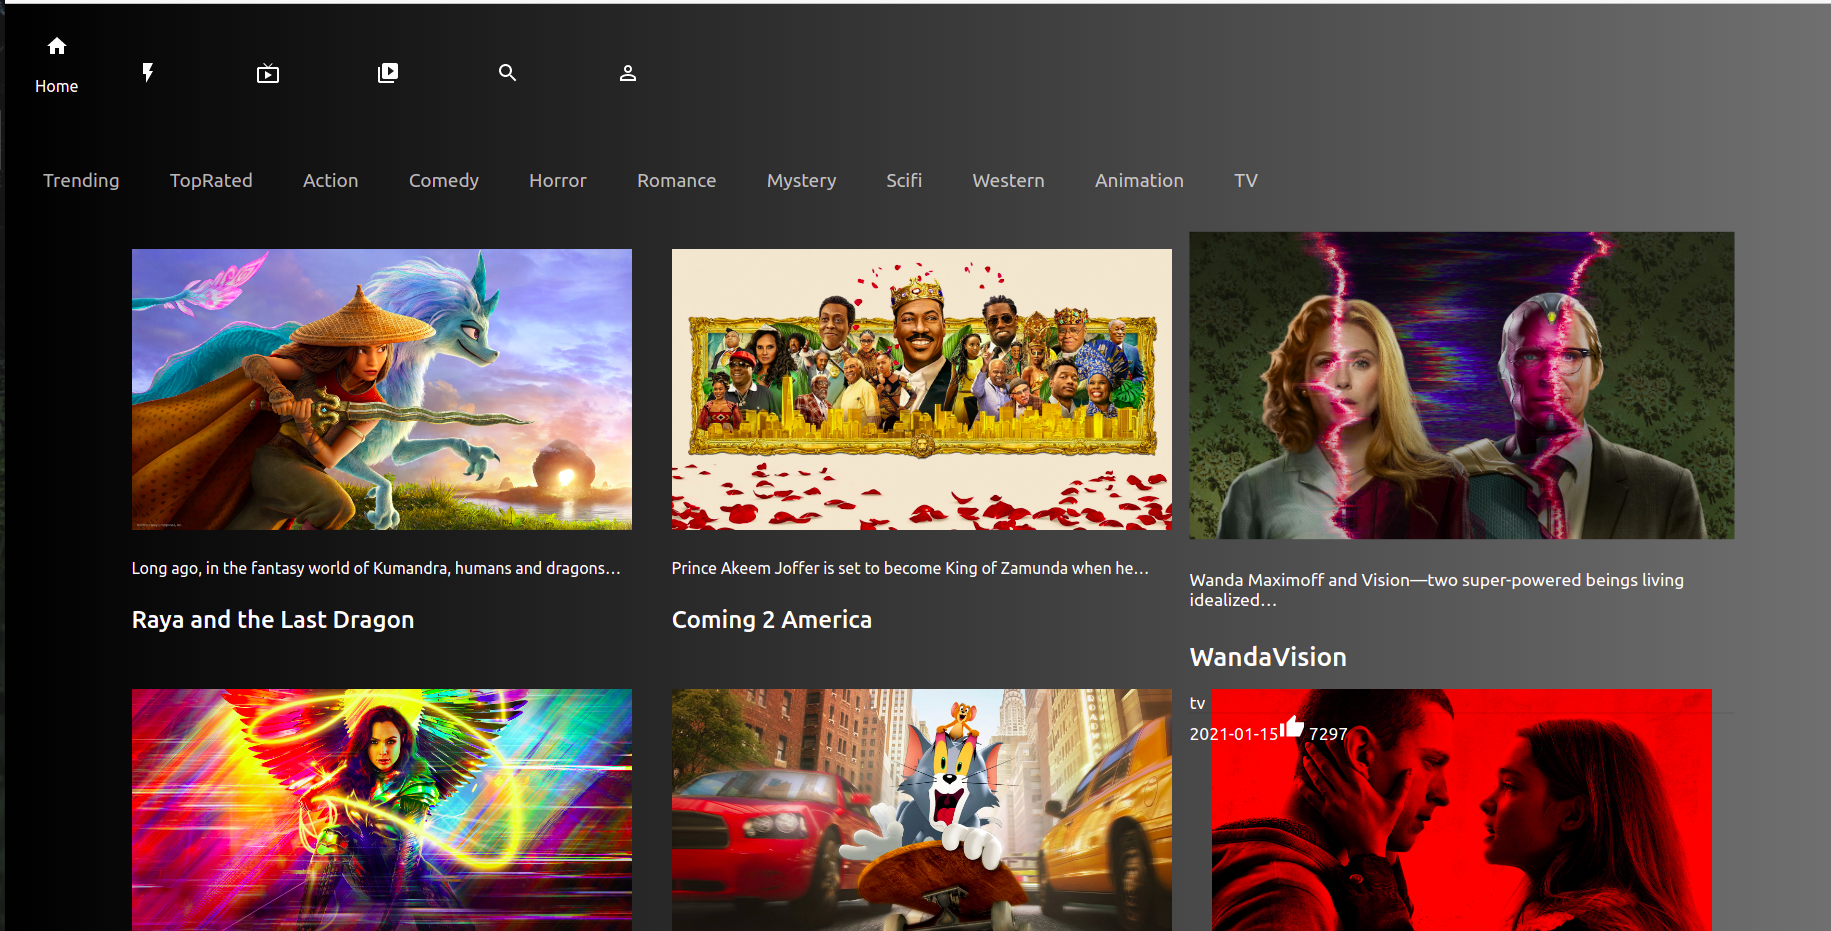 Home
Trending TopRated Action Comedy Horror Romance Mystery Scifi Western Animation TV
Long ago, in the fantasy world of Kumandra, humans and dragons…
Raya and the Last Dragon
Prince Akeem Joffer is set to become King of Zamunda when he…
Coming 2 America
Wanda Maximoff and Vision—two super-powered beings living
idealized…
WandaVision
tv
2021-01-15 7297